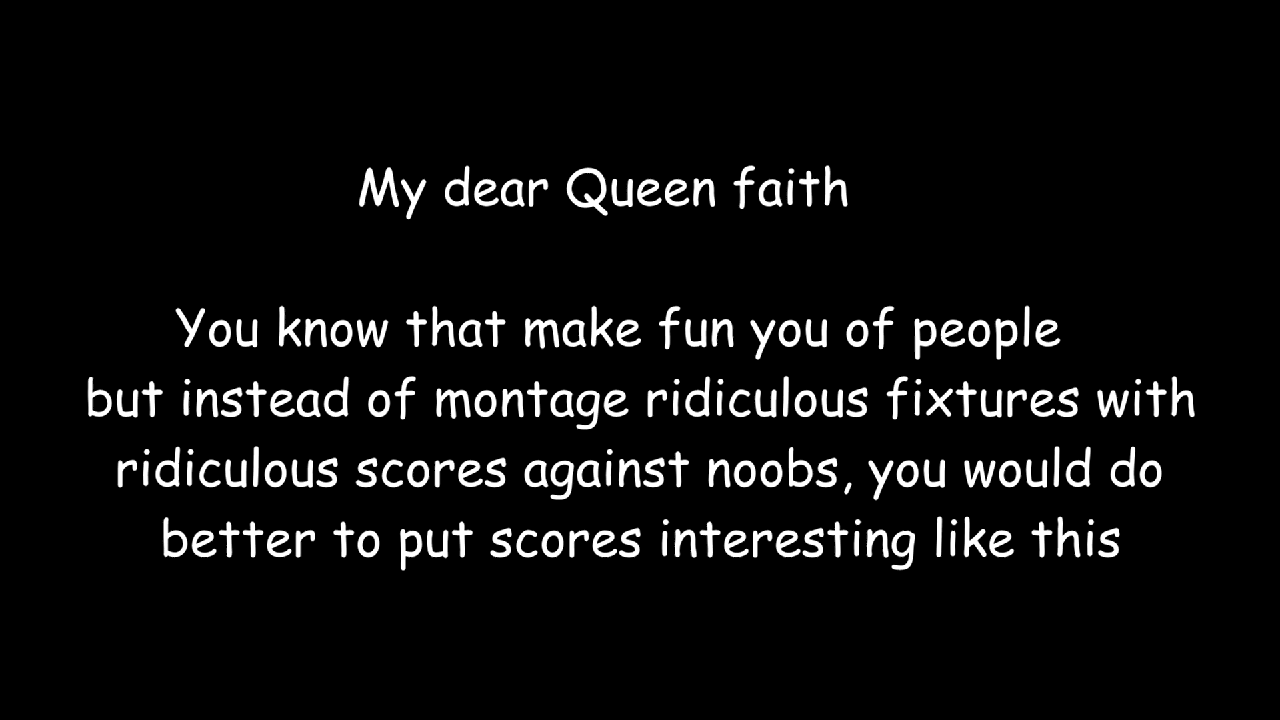 My dear Queen faith
You know that make fun you of people
but instead of montage ridiculous fixtures with
ridiculous scores against noobs, you would do
better to put scores interesting like this